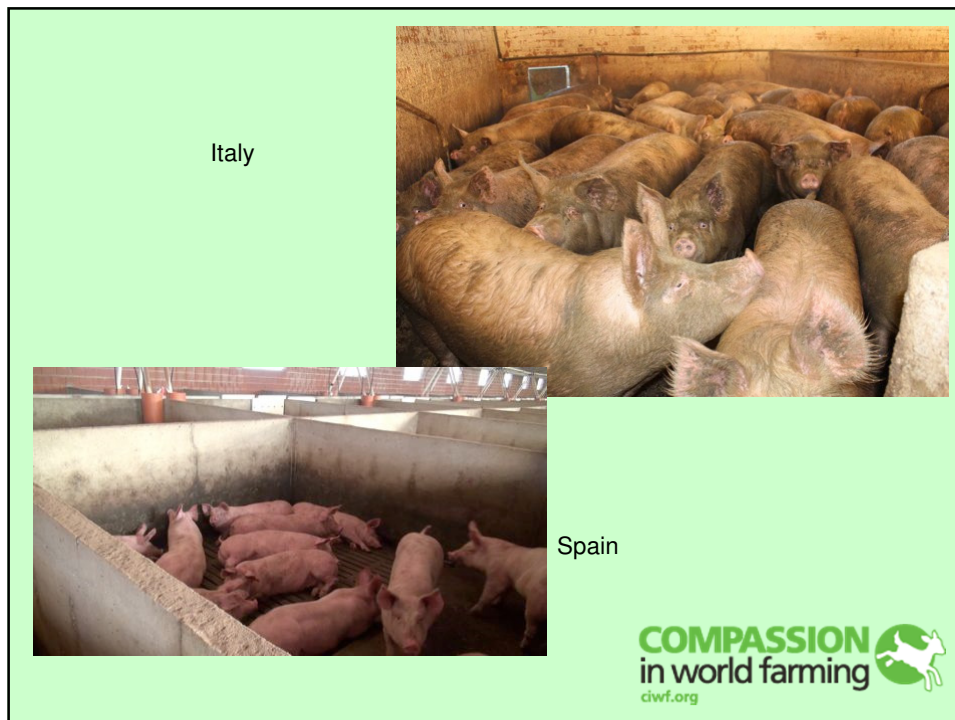 Italy
Spain
COMPASSION
in world farming
ciwf.org